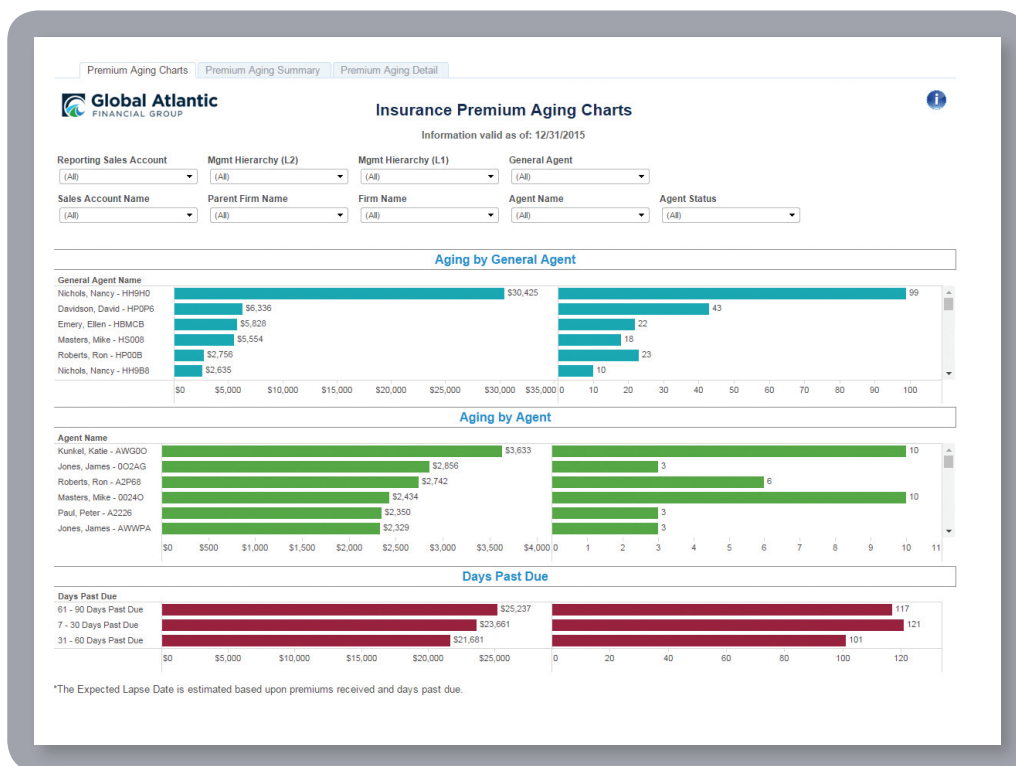 Premium Aging Charts Premium Aging Summary Premium Aging Detail
Global Atlantic
FINANCIAL GROUP
i
Insurance Premium Aging Charts
Information valid as of: 12/31/2015
Reporting Sales Account Mgmt Hierarchy (L2) Mgmt Hierarchy (L1) General Agent
(All) (All) (All) (All)
Sales Account Name Parent Firm Name Firm Name Agent Name Agent Status
(All) (All) (All) (All) (All)
Aging by General Agent
General Agent Name
Nichols, Nancy - HH9H0 $30,425 99
Davidson, David - HP0P6 $6,336 43
Emery, Ellen - HBMCB $5,828 22
Masters, Mike - HS008 $5,554 18
Roberts, Ron - HP00B $2,756 23
Nichols, Nancy - HH9B8 $2,635 10
$0 $5,000 $10,000 $15,000 $20,000 $25,000 $30,000 $35,000 0 10 20 30 40 50 60 70 80 90 100
Aging by Agent
Agent Name
Kunkel, Katie - AWG0O $3,633 10
Jones, James - 0O2AG $2,856 3
Roberts, Ron - A2P68 $2,742 6
Masters, Mike - 0024O $2,434 10
Paul, Peter - A2226 $2,350 3
Jones, James - AWWPA $2,329 3
$0 $500 $1,000 $1,500 $2,000 $2,500 $3,000 $3,500 $4,000 0 1 2 3 4 5 6 7 8 9 10 11
Days Past Due
Days Past Due
61 - 90 Days Past Due $25,237 117
7 - 30 Days Past Due $23,661 121
31 - 60 Days Past Due $21,681 101
$0 $5,000 $10,000 $15,000 $20,000 $25,000 0 20 40 60 80 100 120
*The Expected Lapse Date is estimated based upon premiums received and days past due.